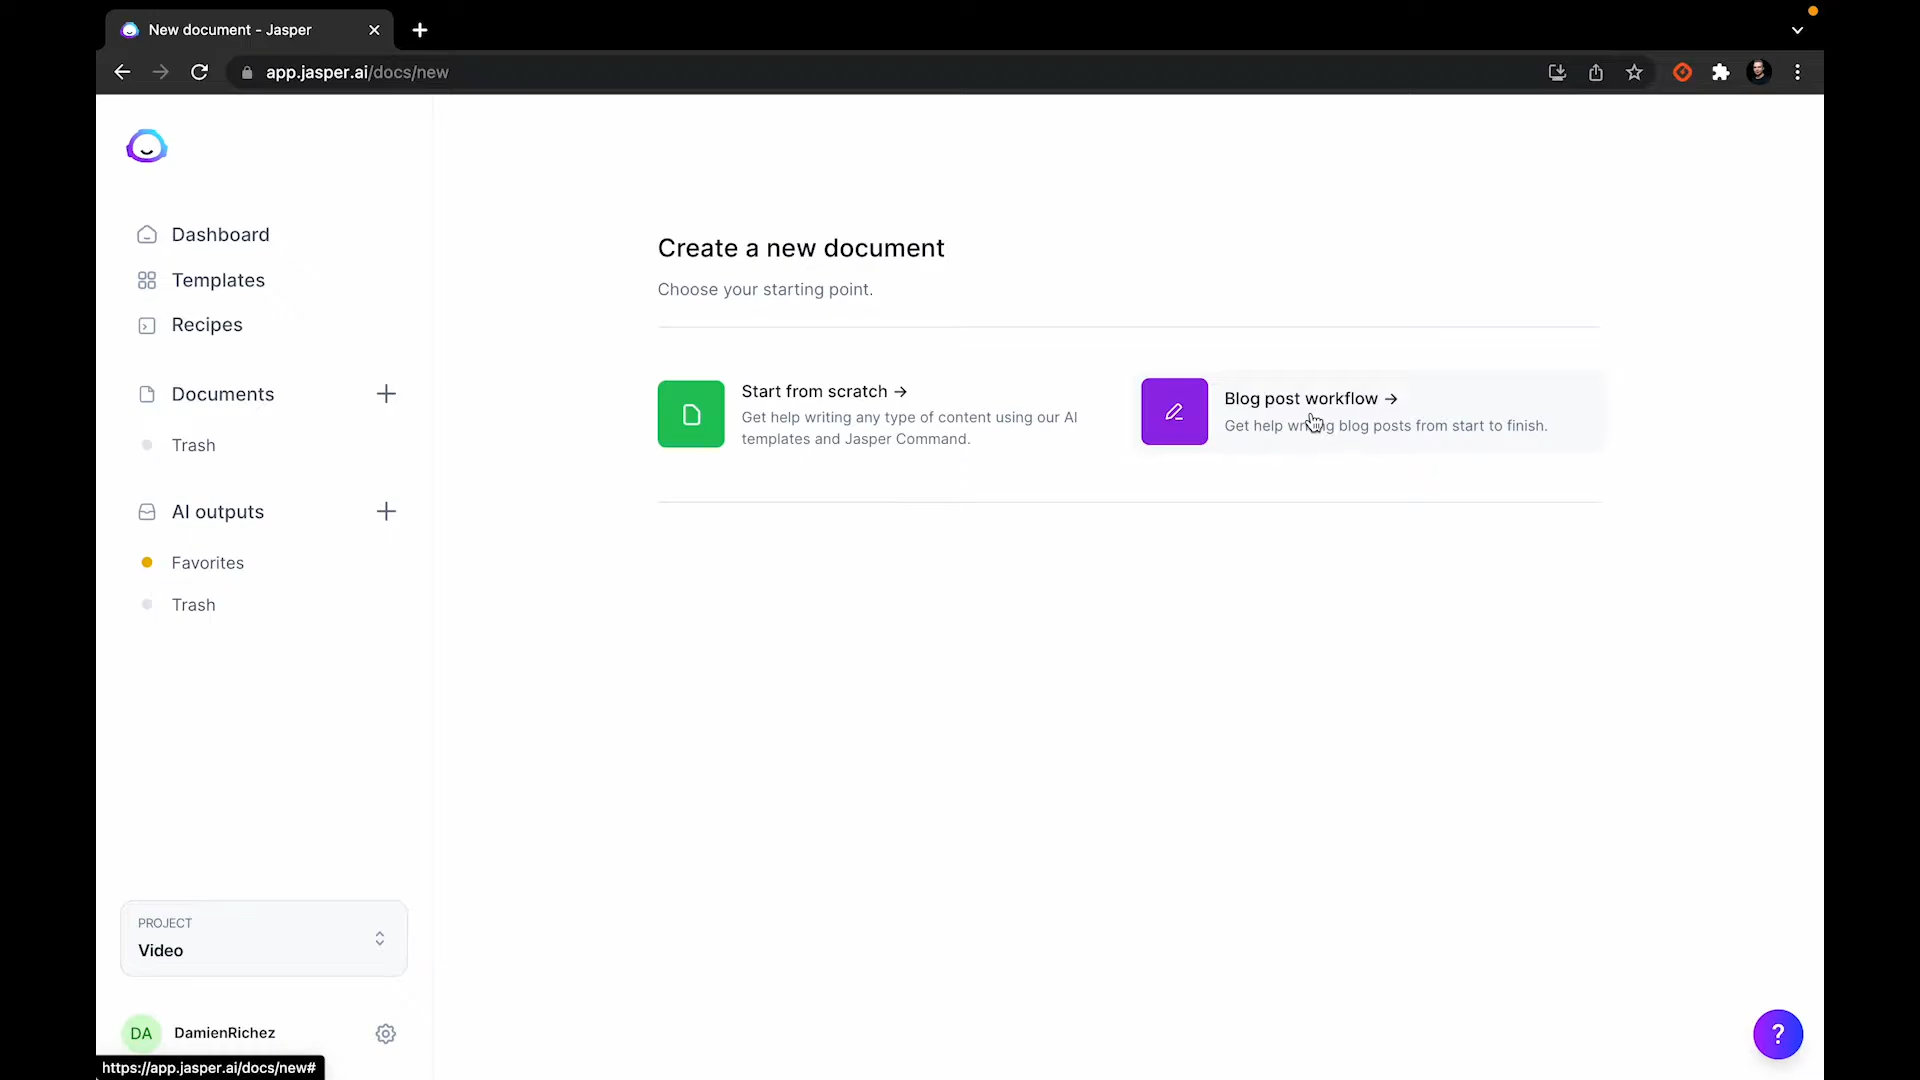 New document - Jasper
app.jasper.ai/docs/new
Dashboard
Templates
Recipes
Documents
Trash
AI outputs
Favorites
Trash
PROJECT
Video
DA
DamienRichez
https://app.jasper.ai/docs/new#
Create a new document
Choose your starting point.
Start from scratch →
Get help writing any type of content using our AI
templates and Jasper Command.
Blog post workflow →
Get help writing blog posts from start to finish.
?